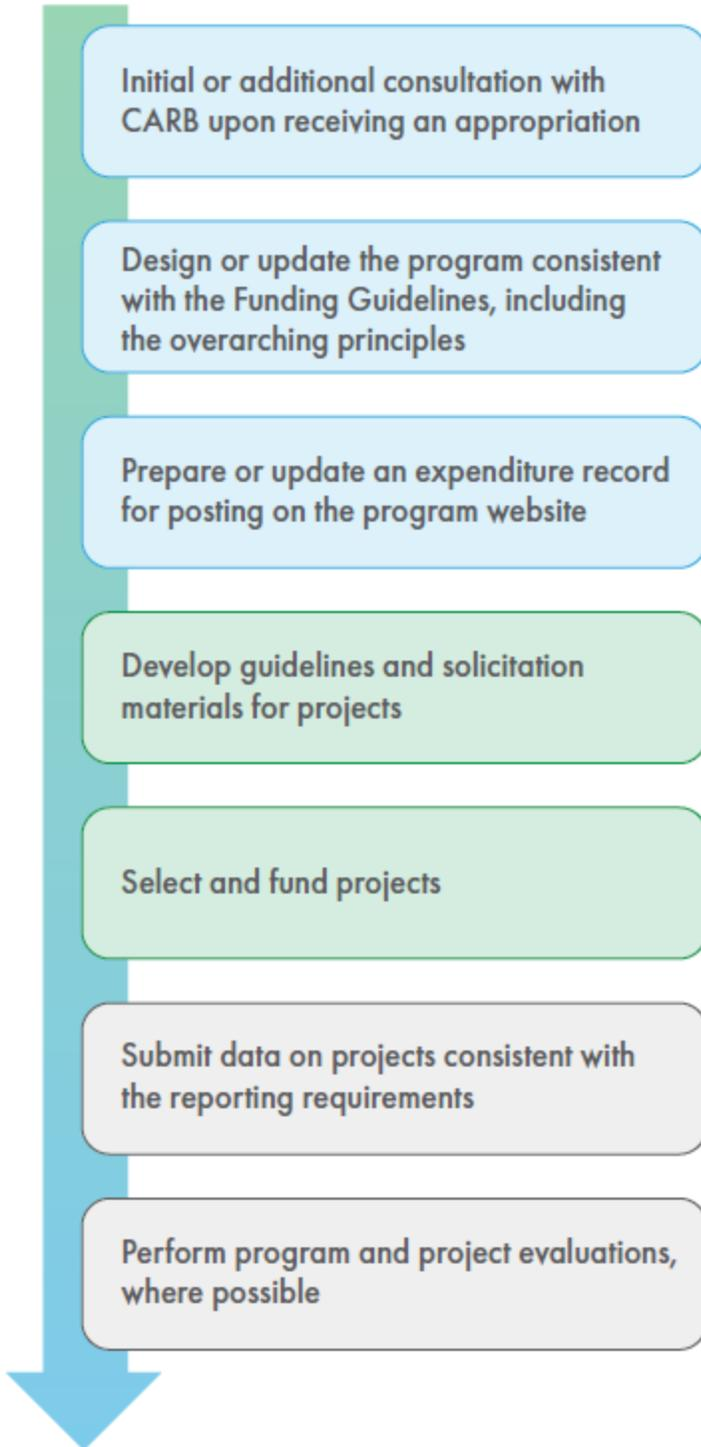 Initial or additional consultation with
CARB upon receiving an appropriation
Design or update the program consistent
with the Funding Guidelines, including
the overarching principles
Prepare or update an expenditure record
for posting on the program website
Develop guidelines and solicitation
materials for projects
Select and fund projects
Submit data on projects consistent with
the reporting requirements
Perform program and project evaluations,
where possible